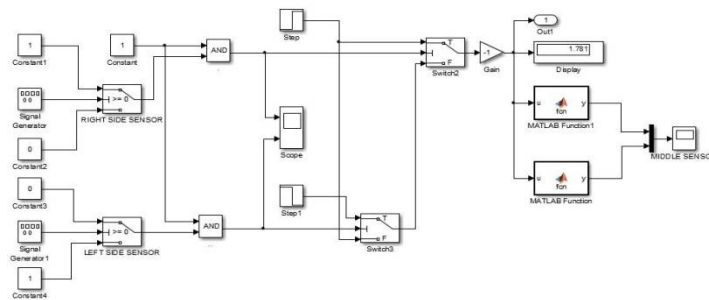 1
Constant1
Signal Generator
0
Constant2
>= 0
RIGHT SIDE SENSOR
1
Constant
AND
0
Constant3
Signal Generator1
1
Constant4
>= 0
LEFT SIDE SENSOR
AND
Scope
Step
Step1
T
F
Switch3
T
F
Switch2
-1
Gain
1
Out1
1.781
Display
u
fcn
y
MATLAB Function1
u
fcn
y
MATLAB Function
MIDDLE SENSOR